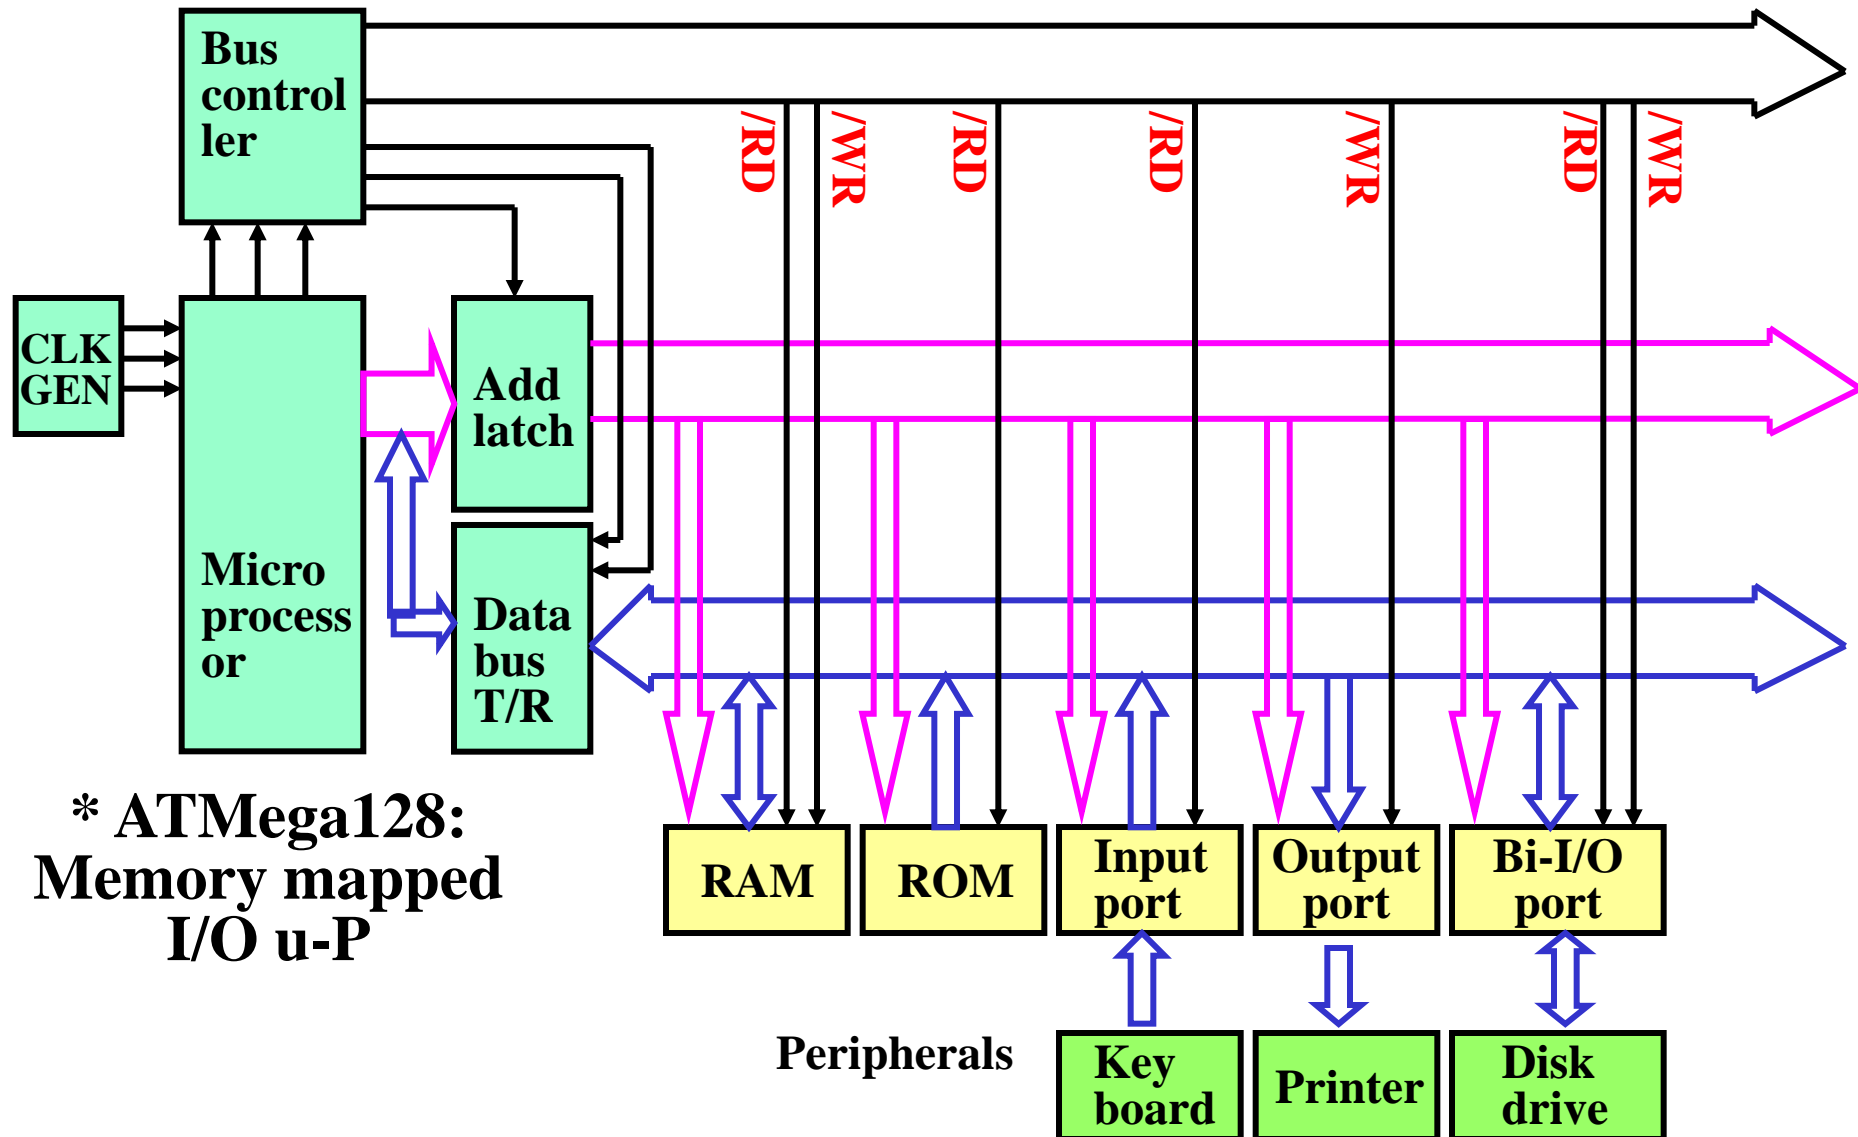 Bus
control
ler
/RD
/WR
/RD
/RD
/WR
/RD
/WR
CLK
GEN
Micro
process
or
Add
latch
Data
bus
T/R
* ATMega128:
Memory mapped
I/O u-P
RAM
ROM
Input
port
Output
port
Bi-I/O
port
Peripherals
Key
board
Printer
Disk
drive